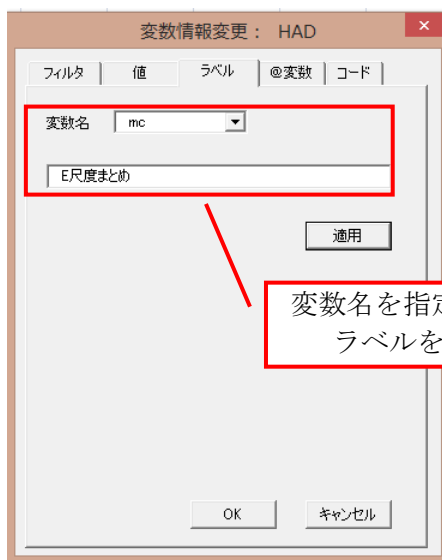 変数情報変更： HAD
×
フィルタ 値 ラベル @変数 コード
変数名 mc
E尺度まとめ
適用
変数名を指定
ラベルを
OK キャンセル